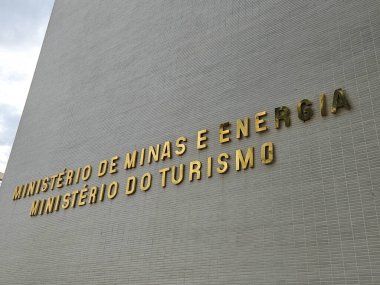 MINISTÉRIO DE MINAS E ENERGIA
MINISTÉRIO DO TURISMO